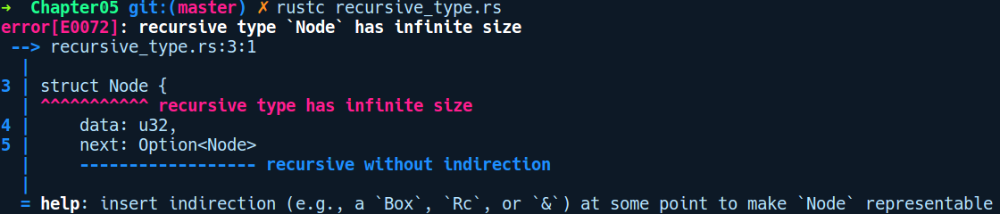 ➜  Chapter05 git:(master) ✗ rustc recursive_type.rs
error[E0072]: recursive type `Node` has infinite size
 --> recursive_type.rs:3:1
  |
3 | struct Node {
  | ^^^^^^^^^^^ recursive type has infinite size
4 |     data: u32,
5 |     next: Option<Node>
  |     ------------------ recursive without indirection
  |
  = help: insert indirection (e.g., a `Box`, `Rc`, or `&`) at some point to make `Node` representable